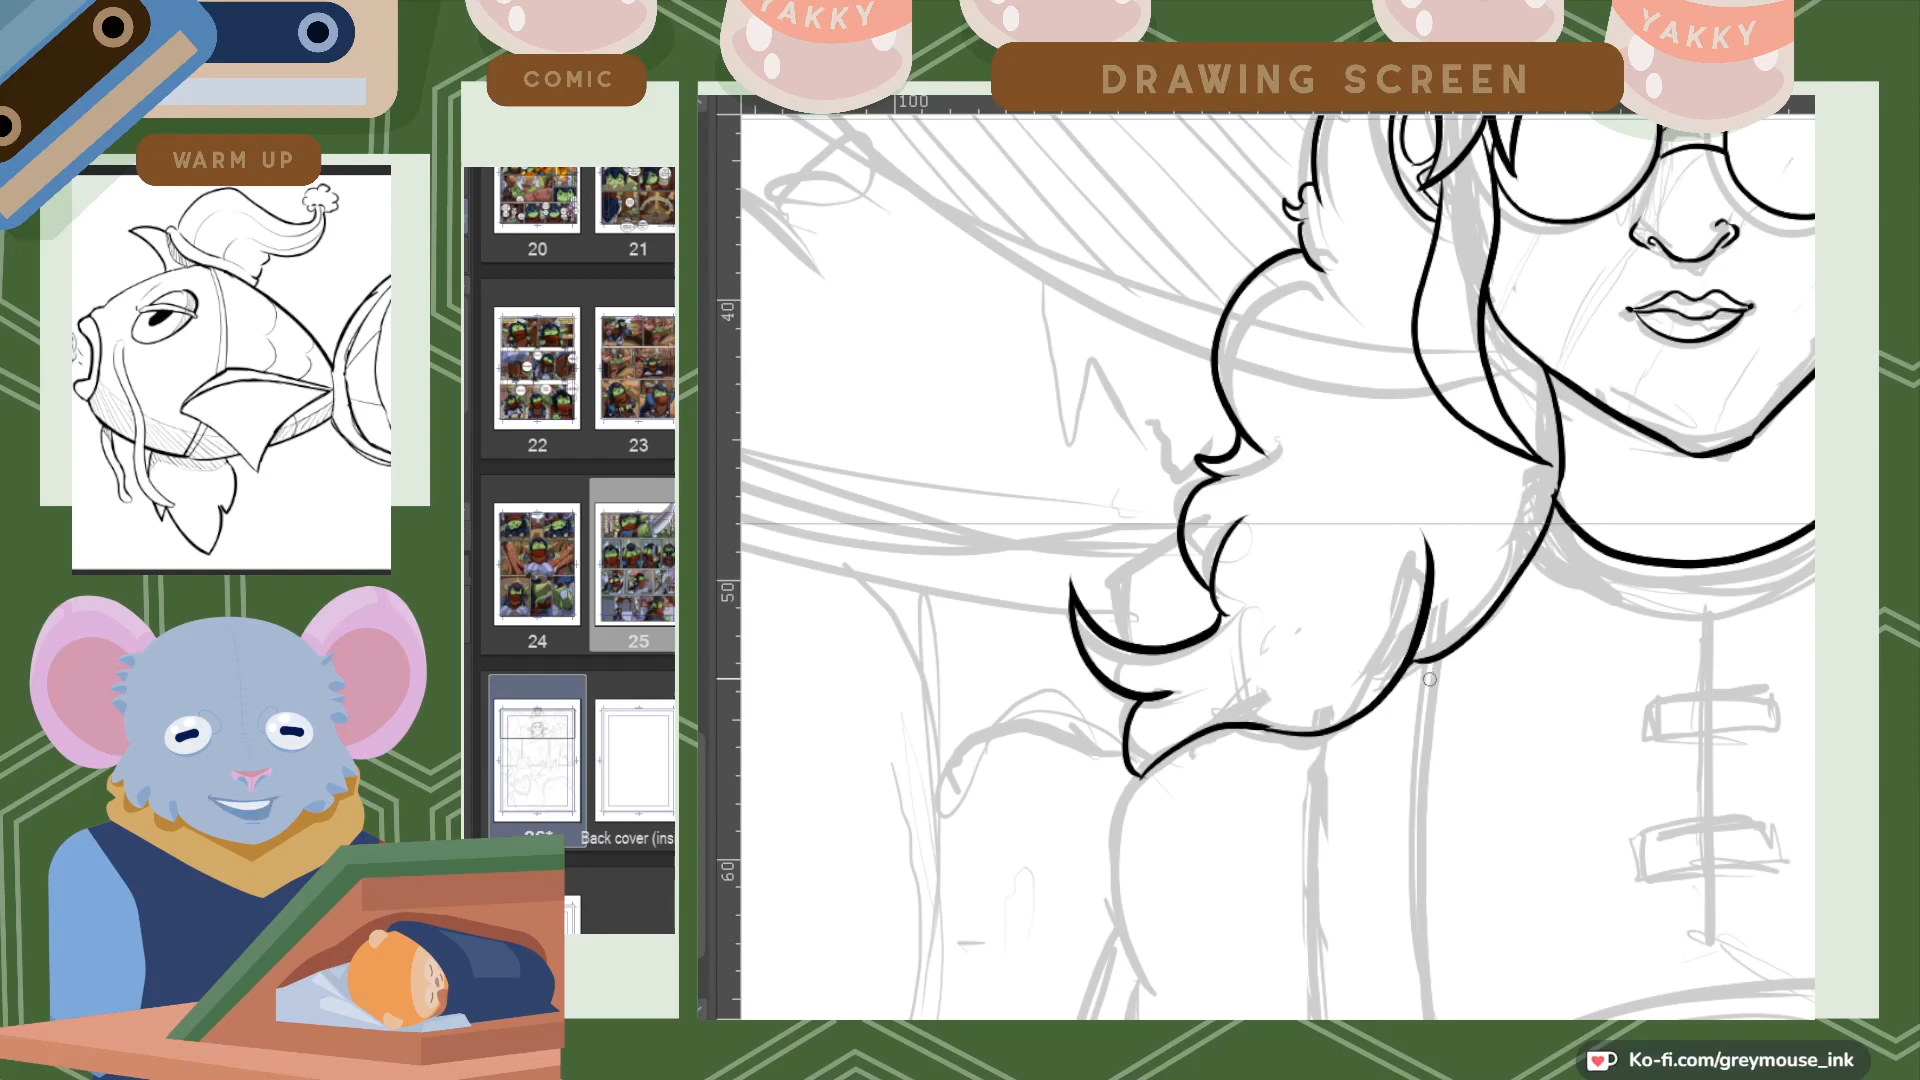 YAKKY
YAKKY
COMIC
DRAWING SCREEN
WARM UP
100
20
21
40
22
23
50
24
25
Back cover (ins
60
Ko-fi.com/greymouse_ink